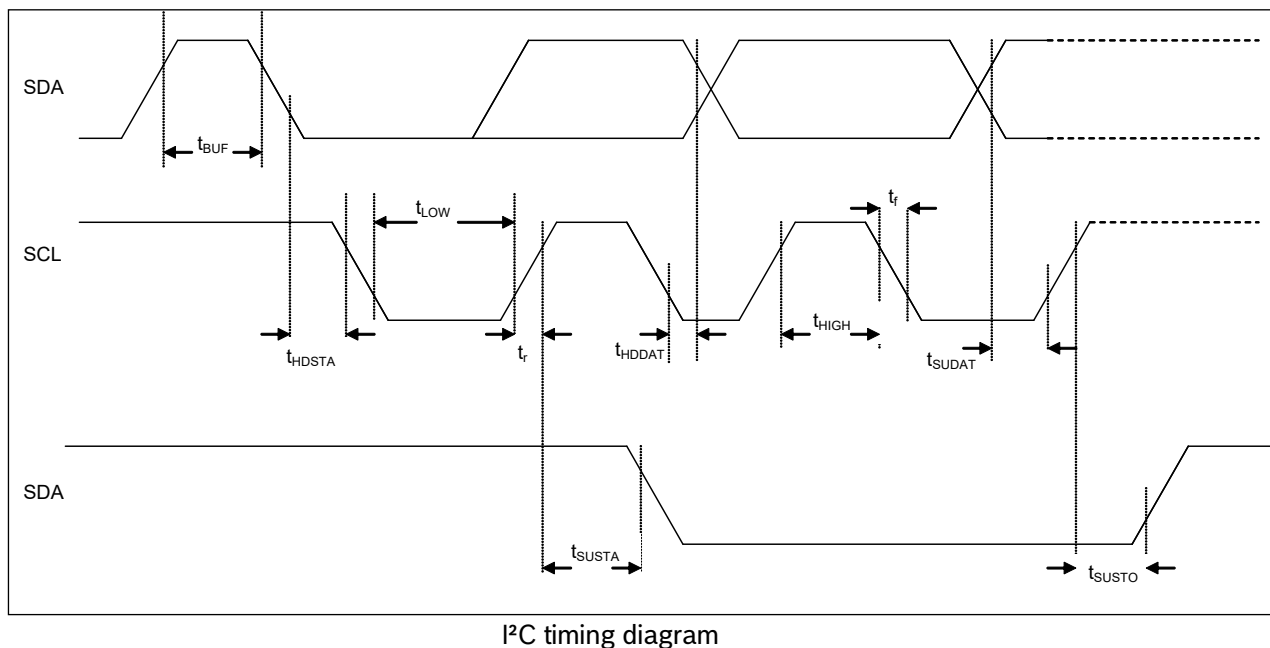 SDA
tBUF
tLOW
tf
SCL
tHDSTA
tr
tHDDAT
tHIGH
tSUDAT
SDA
tSUSTA
tSUSTO
I²C timing diagram